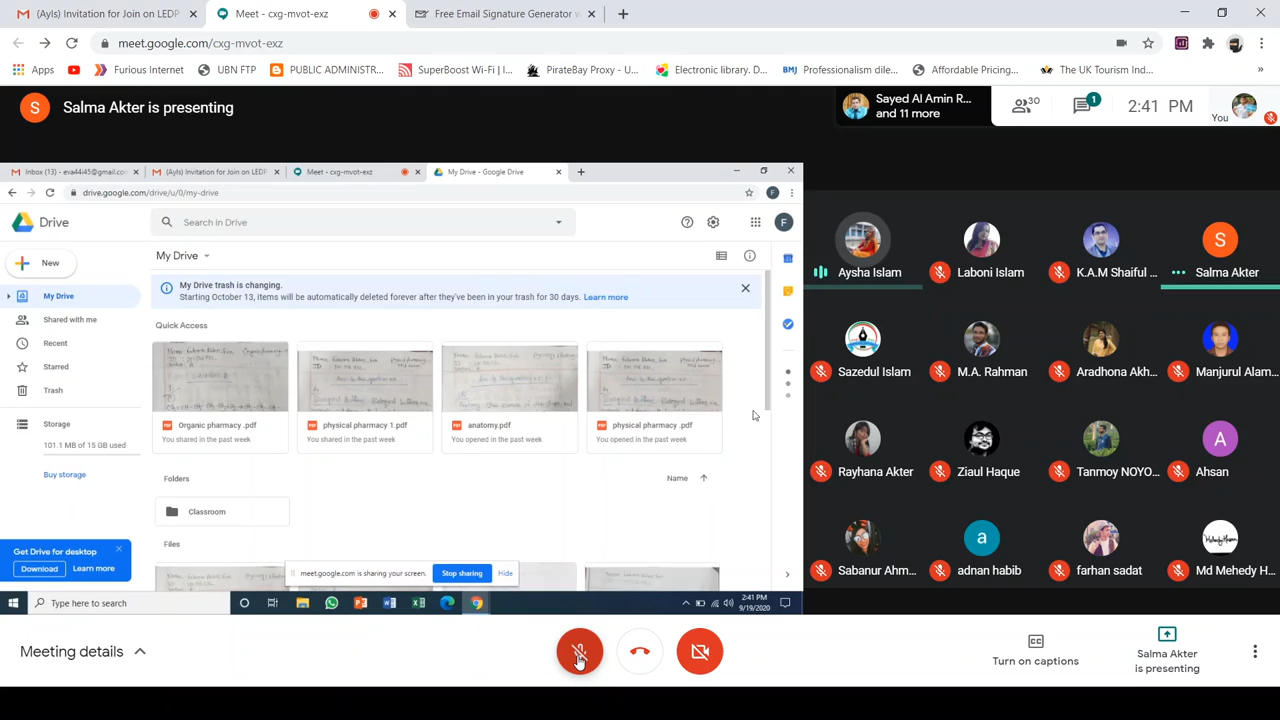 (Ayls) Invitation for Join on LEDP
Meet - cxg-mvot-exz
Free Email Signature Generator w
meet.google.com/cxg-mvot-exz
Apps
Furious Internet
UBN FTP
PUBLIC ADMINISTR...
SuperBoost Wi-Fi | I...
PirateBay Proxy - U...
Electronic library. D...
BMJ Professionalism dile...
Affordable Pricing...
The UK Tourism Ind...
»
S Salma Akter is presenting
Sayed Al Amin R...
and 11 more
30
1
2:41 PM
You
Inbox (13) - eva44i45@gmail.co
(Ayls) Invitation for Join on LEDP
Meet - cxg-mvot-exz
My Drive - Google Drive
drive.google.com/drive/u/0/my-drive
F
Drive
Search in Drive
F
New
My Drive
Shared with me
Recent
Starred
Trash
Storage
101.1 MB of 15 GB used
Buy storage
Get Drive for desktop
Download
Learn more
My Drive
My Drive trash is changing.
Starting October 13, items will be automatically deleted forever after they've been in your trash for 30 days. Learn more
Quick Access
Organic pharmacy .pdf
You shared in the past week
physical pharmacy 1.pdf
You shared in the past week
anatomy.pdf
You opened in the past week
physical pharmacy .pdf
You opened in the past week
Folders
Name
Classroom
Files
meet.google.com is sharing your screen.
Stop sharing
Hide
Type here to search
2:41 PM
9/19/2020
Aysha Islam
Laboni Islam
K.A.M Shaiful ...
S
Salma Akter
Sazedul Islam
M.A. Rahman
Aradhona Akh...
Manjurul Alam...
Rayhana Akter
Ziaul Haque
Tanmoy NOYO...
A
Ahsan
Sabanur Ahm...
a
adnan habib
farhan sadat
Md Mehedy H...
Meeting details
Turn on captions
Salma Akter
is presenting